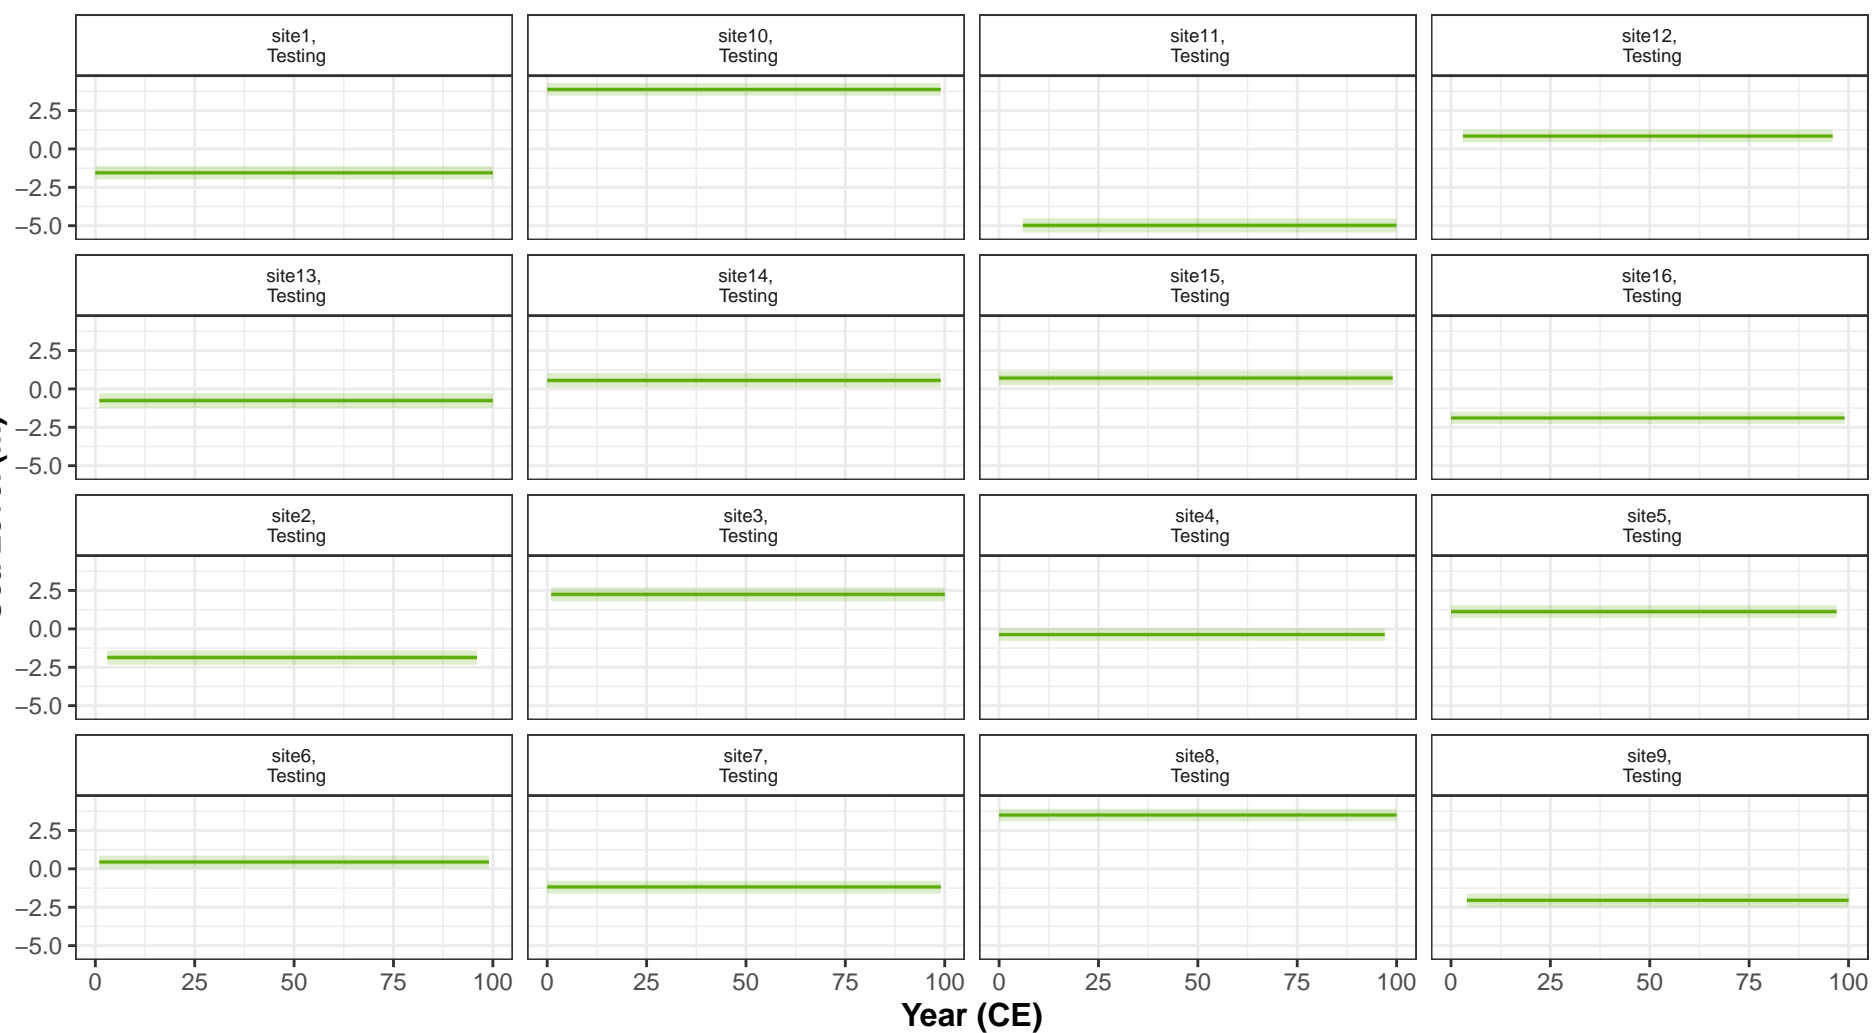 site1,
Testing
site10,
Testing
site11,
Testing
site12,
Testing
2.5
0.0
−2.5
−5.0
site13,
Testing
site14,
Testing
site15,
Testing
site16,
Testing
2.5
0.0
−2.5
−5.0
site2,
Testing
site3,
Testing
site4,
Testing
site5,
Testing
2.5
0.0
−2.5
−5.0
site6,
Testing
site7,
Testing
site8,
Testing
site9,
Testing
2.5
0.0
−2.5
−5.0
0 25 50 75 100 0 25 50 75 100 0 25 50 75 100 0 25 50 75 100
Year (CE)